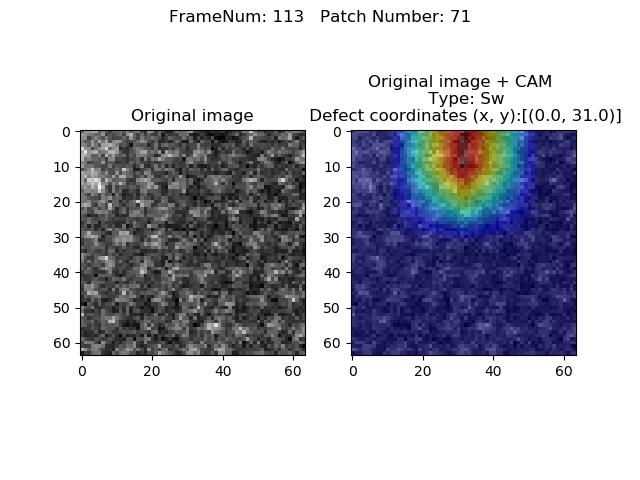 FrameNum: 113   Patch Number: 71
Original image
Original image + CAM
Type: Sw
Defect coordinates (x, y):[(0.0, 31.0)]
0
10
20
30
40
50
60
0 20 40 60
0
10
20
30
40
50
60
0 20 40 60